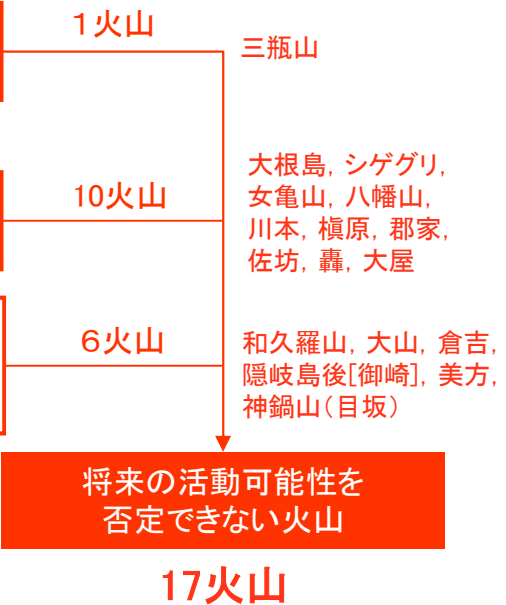 1火山
三瓶山
10火山
大根島，シゲグリ，
女亀山，八幡山，
川本，槇原，郡家，
佐坊，轟，大屋
６火山
和久羅山，大山，倉吉，
隠岐島後[御崎]，美方，
神鍋山（目坂）
将来の活動可能性を
否定できない火山
17火山